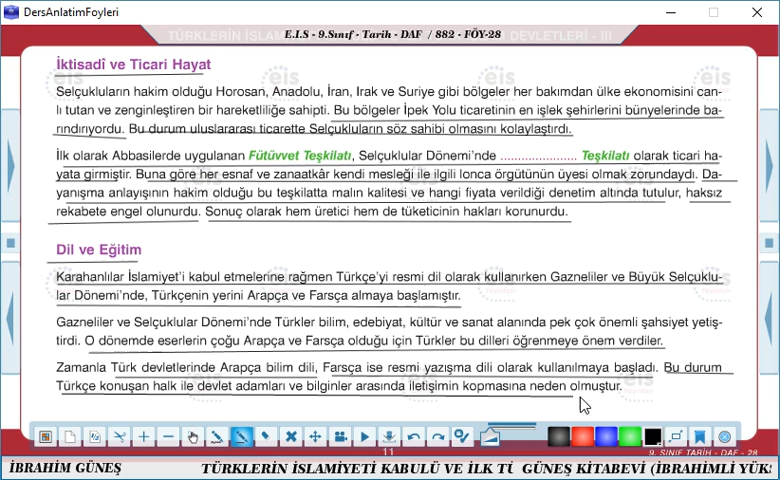 DersAnlatimFoyleri
E.I.S - 9.Sınıf - Tarih - DAF / 882 - FÖY-28
İktisadî ve Ticari Hayat
Selçukluların hakim olduğu Horosan, Anadolu, İran, Irak ve Suriye gibi bölgeler her bakımdan ülke ekonomisini can-
lı tutan ve zenginleştiren bir hareketliliğe sahipti. Bu bölgeler İpek Yolu ticaretinin en işlek şehirlerini bünyelerinde ba-
rındırıyordu. Bu durum uluslararası ticarette Selçukluların söz sahibi olmasını kolaylaştırdı.
İlk olarak Abbasilerde uygulanan Fütüvvet Teşkilatı, Selçuklular Dönemi'nde ........................ Teşkilatı olarak ticari ha-
yata girmiştir. Buna göre her esnaf ve zanaatkâr kendi mesleği ile ilgili lonca örgütünün üyesi olmak zorundaydı. Da-
yanışma anlayışının hakim olduğu bu teşkilatta malın kalitesi ve hangi fiyata verildiği denetim altında tutulur, haksız
rekabete engel olunurdu. Sonuç olarak hem üretici hem de tüketicinin hakları korunurdu.
Dil ve Eğitim
Karahanlılar İslamiyet'i kabul etmelerine rağmen Türkçe'yi resmi dil olarak kullanırken Gazneliler ve Büyük Selçuklu-
lar Dönemi'nde, Türkçenin yerini Arapça ve Farsça almaya başlamıştır.
Gazneliler ve Selçuklular Dönemi'nde Türkler bilim, edebiyat, kültür ve sanat alanında pek çok önemli şahsiyet yetiş-
tirdi. O dönemde eserlerin çoğu Arapça ve Farsça olduğu için Türkler bu dilleri öğrenmeye önem verdiler.
Zamanla Türk devletlerinde Arapça bilim dili, Farsça ise resmi yazışma dili olarak kullanılmaya başladı. Bu durum
Türkçe konuşan halk ile devlet adamları ve bilginler arasında iletişimin kopmasına neden olmuştur.
11
9. SINIF TARİH - DAF - 28
İBRAHİM GÜNEŞ TÜRKLERİN İSLAMİYETİ KABULÜ VE İLK TÜ GÜNEŞ KİTABEVİ (İBRAHİMLİ YÜKS